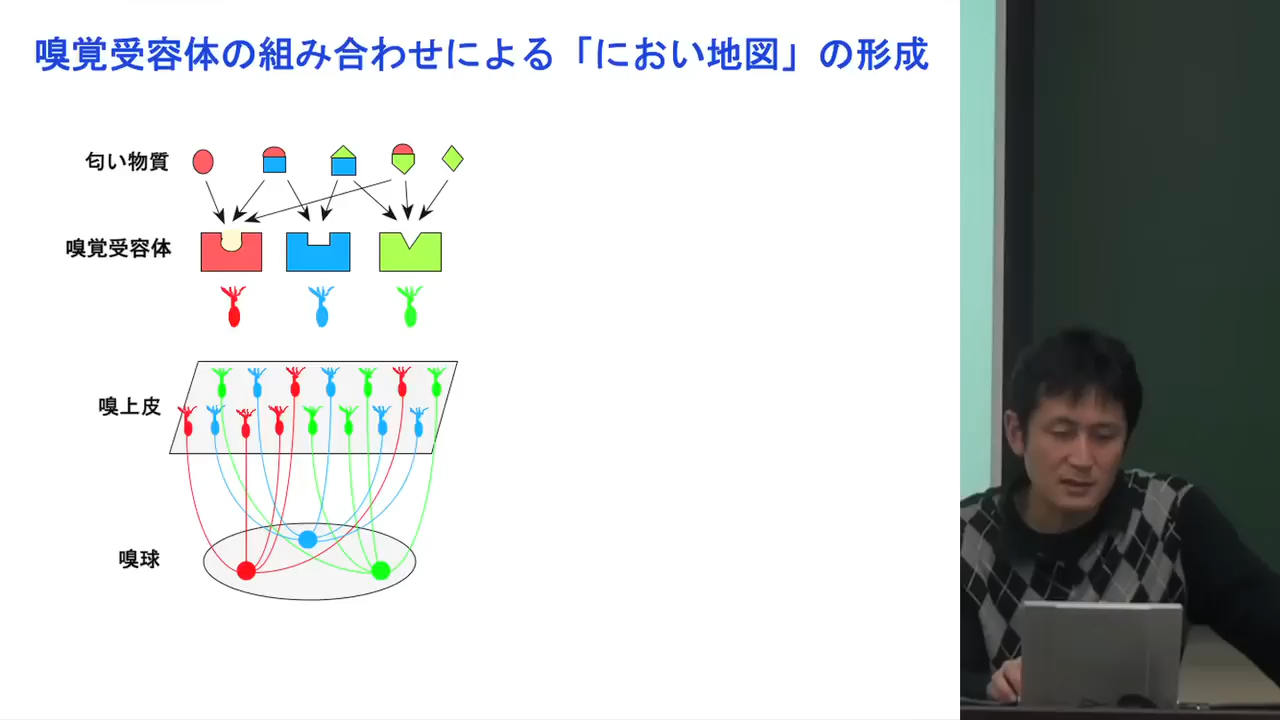 嗅覚受容体の組み合わせによる「におい地図」の形成
匂い物質
嗅覚受容体
嗅上皮
嗅球